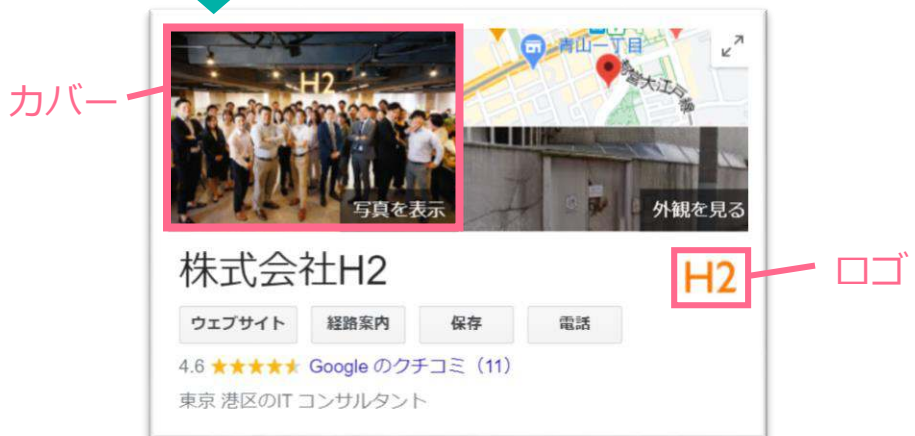 カバー
H2
青山一丁目
都営大江戸線
写真を表示
外観を見る
株式会社H2
H2
ロゴ
ウェブサイト
経路案内
保存
電話
4.6 ★★★★★ Google のクチコミ（11）
東京 港区のIT コンサルタント